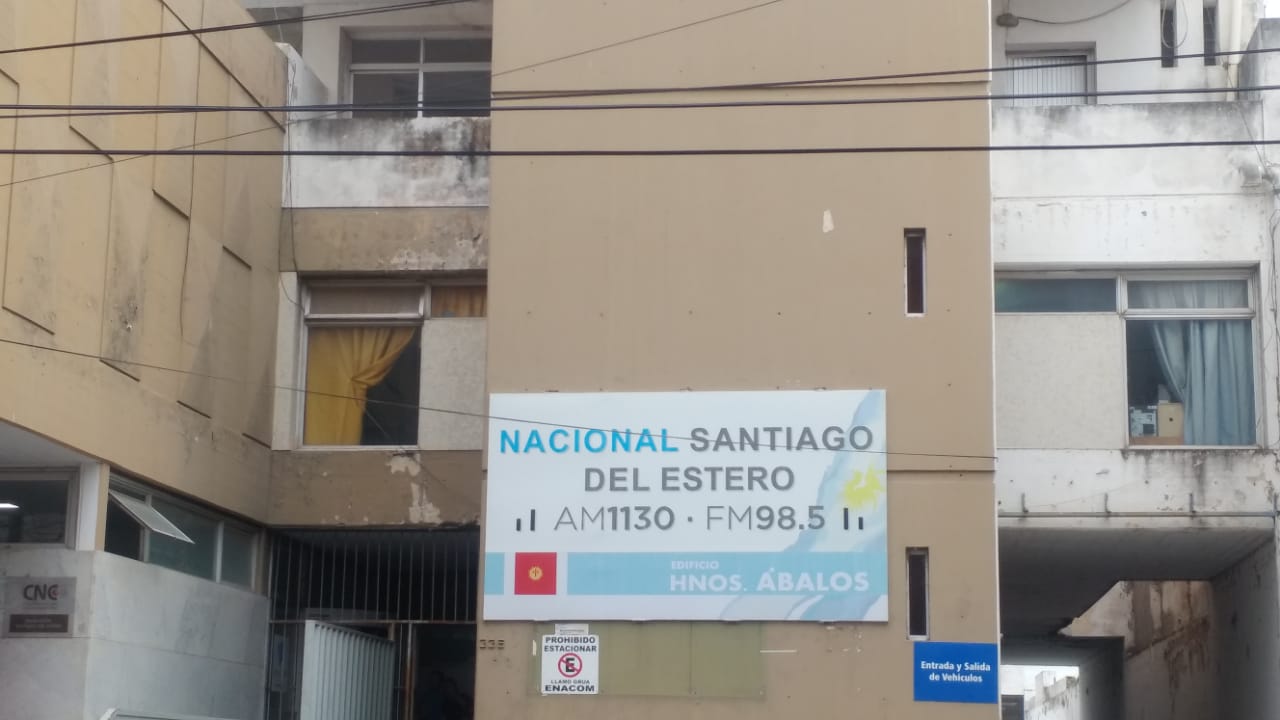 NACIONAL SANTIAGO
DEL ESTERO
AM1130 · FM98.5
EDIFICIO
HNOS. ÁBALOS
CNC
335
PROHIBIDO
ESTACIONAR
E
LLAMO GRUA
ENACOM
Entrada y Salida
de Vehículos